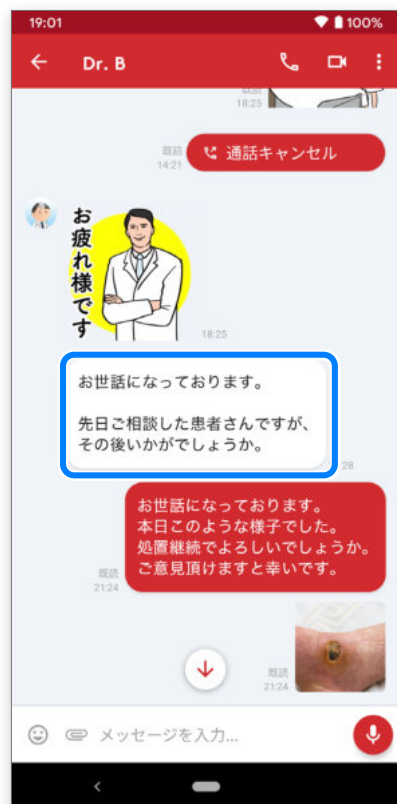 19:01
100%
Dr. B
18:25
既読
14:21
通話キャンセル
お疲れ様です
18:25
お世話になっております。
先日ご相談した患者さんですが、
その後いかがでしょうか。
28
お世話になっております。
本日このような様子でした。
処置継続でよろしいでしょうか。
ご意見頂けますと幸いです。
既読
21:24
既読
21:24
メッセージを入力...